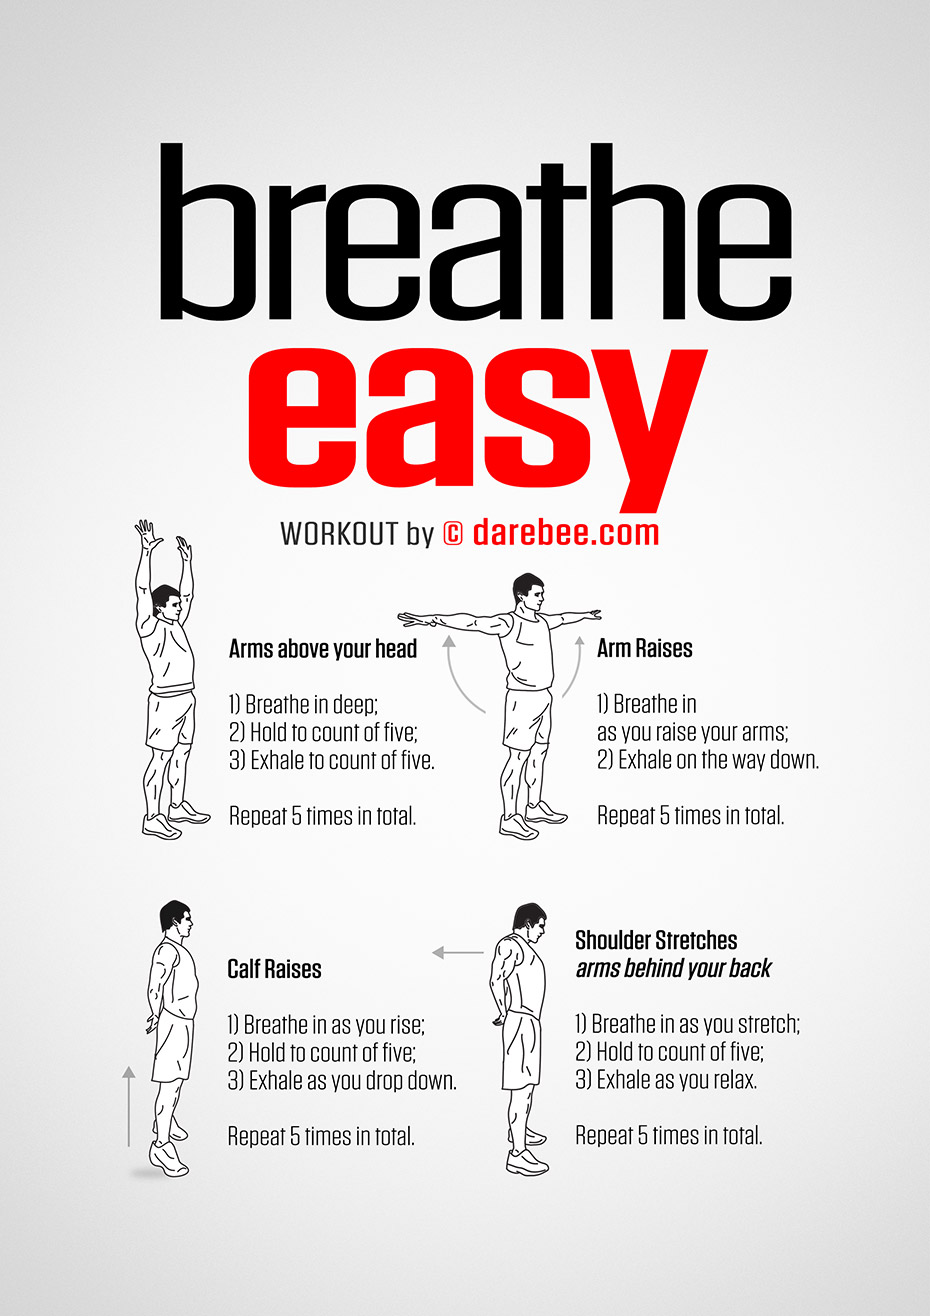 breathe
easy
WORKOUT by © darebee.com
Arms above your head
1) Breathe in deep;
2) Hold to count of five;
3) Exhale to count of five.
Repeat 5 times in total.
Arm Raises
1) Breathe in
as you raise your arms;
2) Exhale on the way down.
Repeat 5 times in total.
Calf Raises
1) Breathe in as you rise;
2) Hold to count of five;
3) Exhale as you drop down.
Repeat 5 times in total.
Shoulder Stretches
arms behind your back
1) Breathe in as you stretch;
2) Hold to count of five;
3) Exhale as you relax.
Repeat 5 times in total.